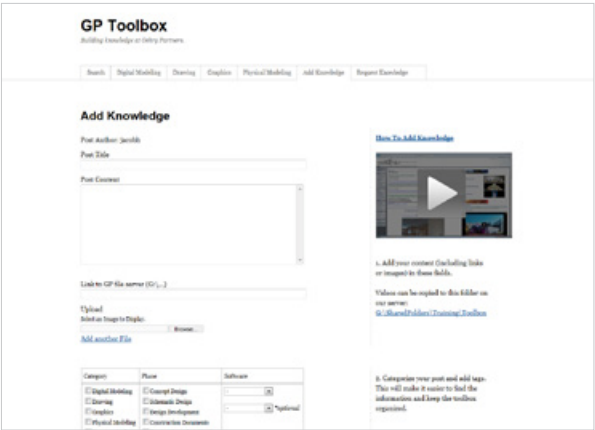 GP Toolbox
Building knowledge at Gehry Partners.
Search Digital Modeling Drawing Graphics Physical Modeling Add Knowledge Request Knowledge
Add Knowledge
Post Author: jacobh
Post Title
Post Content
Link to GP file server (G:\...)
Upload
Select an Image to Display:
Browse...
Add another File
Category Phase Software
Digital Modeling Concept Design
Drawing Schematic Design
Graphics Design Development *optional
Physical Modeling Construction Documents
How To Add Knowledge
1. Add your content (including links
or images) in these fields.
Videos can be copied to this folder on
our server:
G:\SharedFolders\Training\Toolbox
2. Categorize your post and add tags.
This will make it easier to find the
information and keep the toolbox
organized.